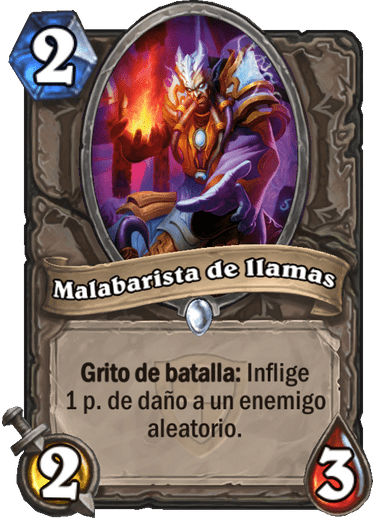 2
Malabarista de llamas
Grito de batalla: Inflige
1 p. de daño a un enemigo
aleatorio.
2
3